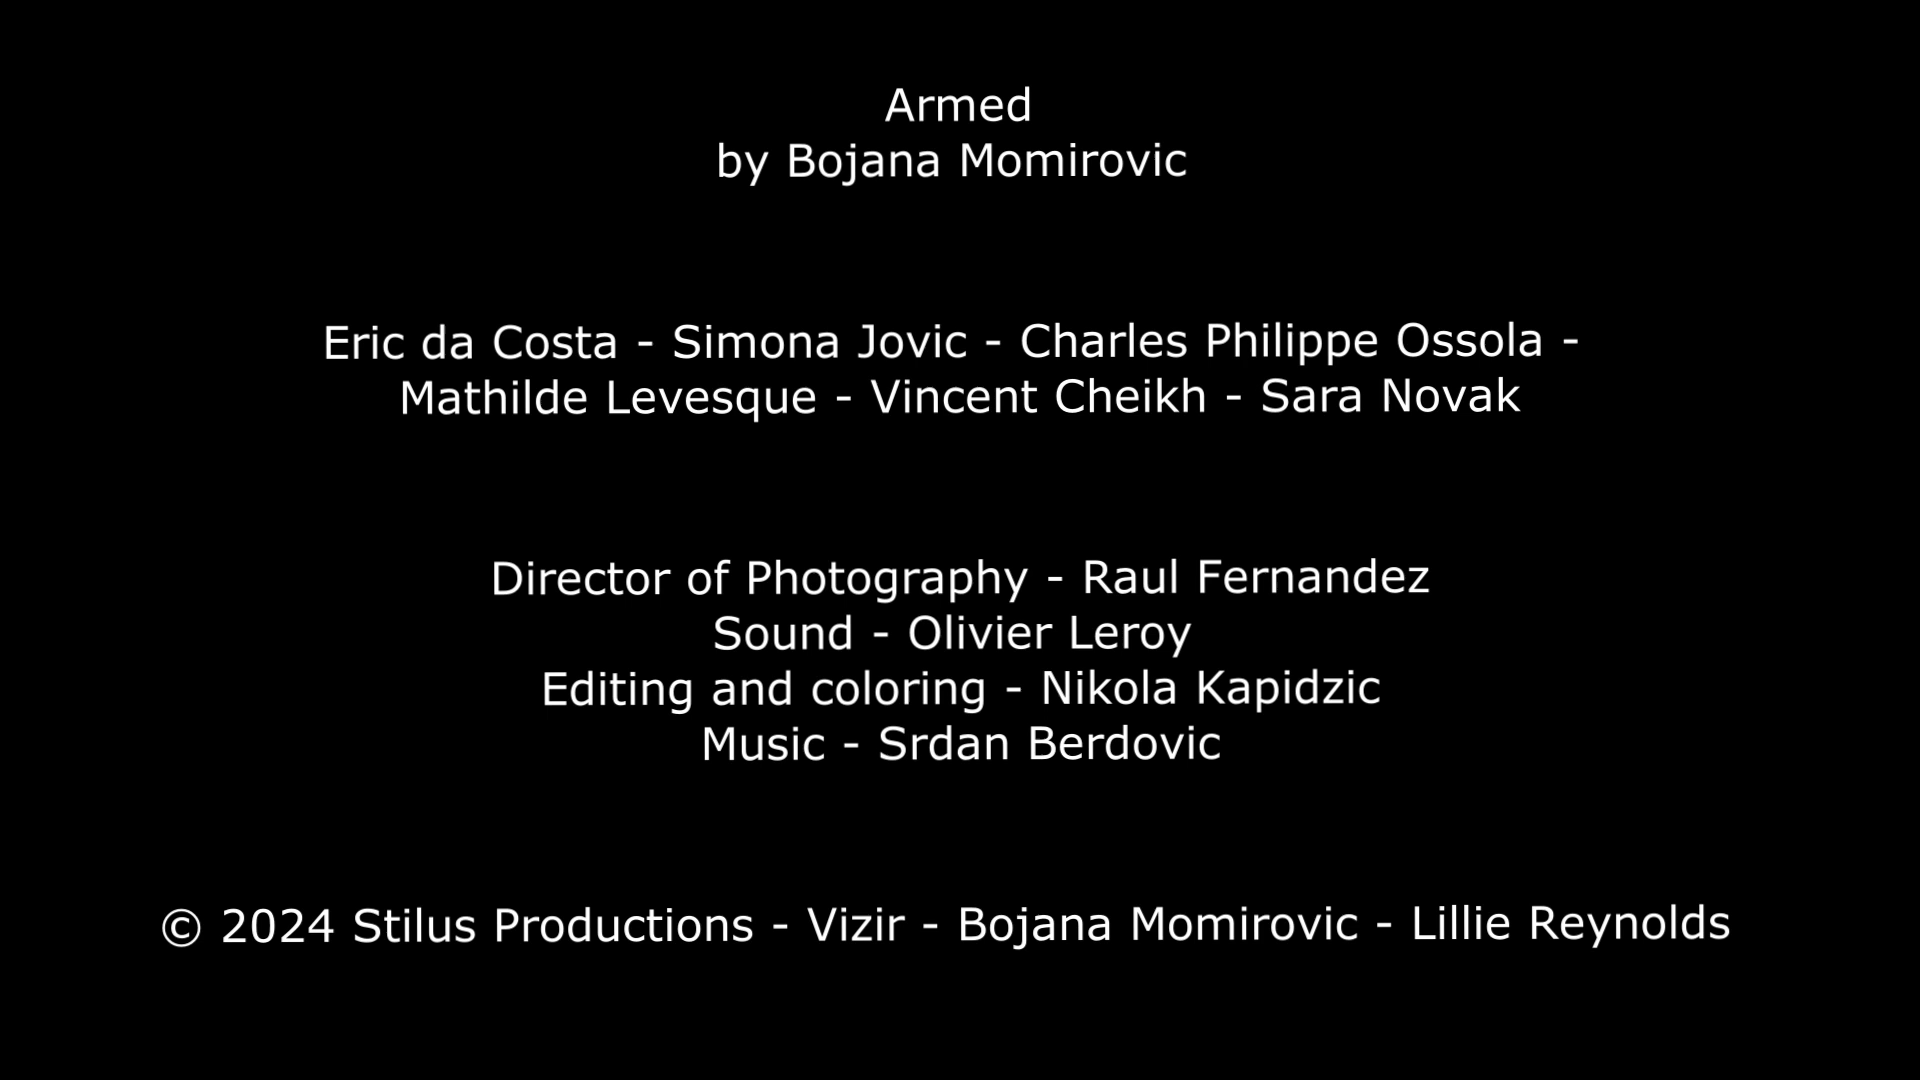 Armed
by Bojana Momirovic
Eric da Costa - Simona Jovic - Charles Philippe Ossola -
Mathilde Levesque - Vincent Cheikh - Sara Novak
Director of Photography - Raul Fernandez
Sound - Olivier Leroy
Editing and coloring - Nikola Kapidzic
Music - Srdan Berdovic
© 2024 Stilus Productions - Vizir - Bojana Momirovic - Lillie Reynolds